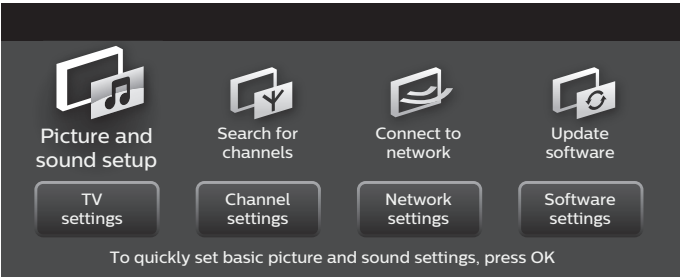 Picture and
sound setup
Search for
channels
Connect to
network
Update
software
TV
settings
Channel
settings
Network
settings
Software
settings
To quickly set basic picture and sound settings, press OK